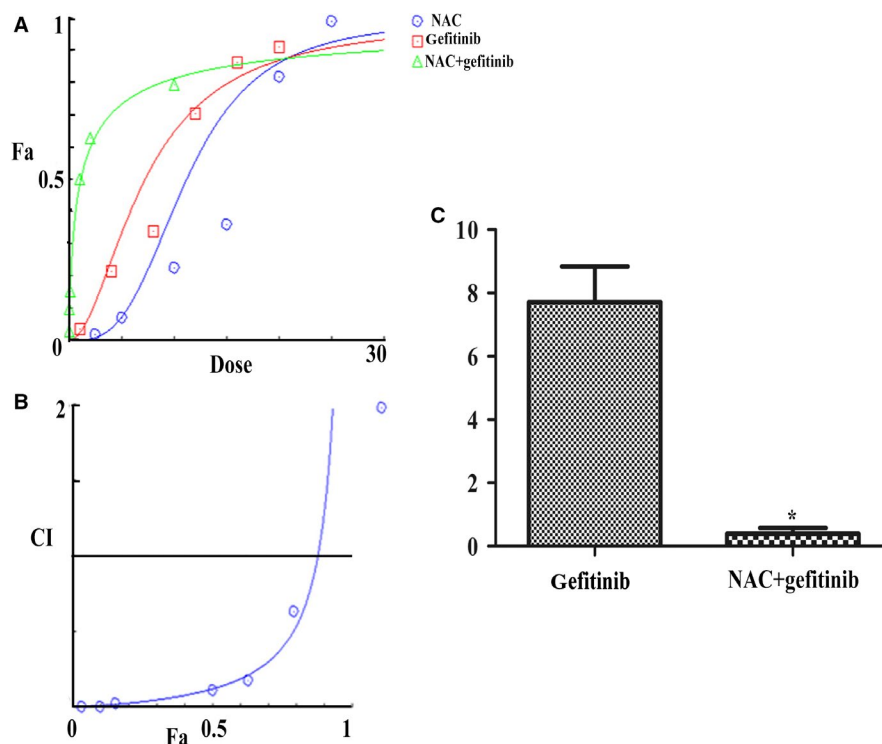 A
1
Fa
0.5
0
Dose
30
NAC
Gefitinib
NAC+gefitinib
B
2
CI
0
0.5
1
Fa
C
10
8
6
4
2
0
*
Gefitinib
NAC+gefitinib